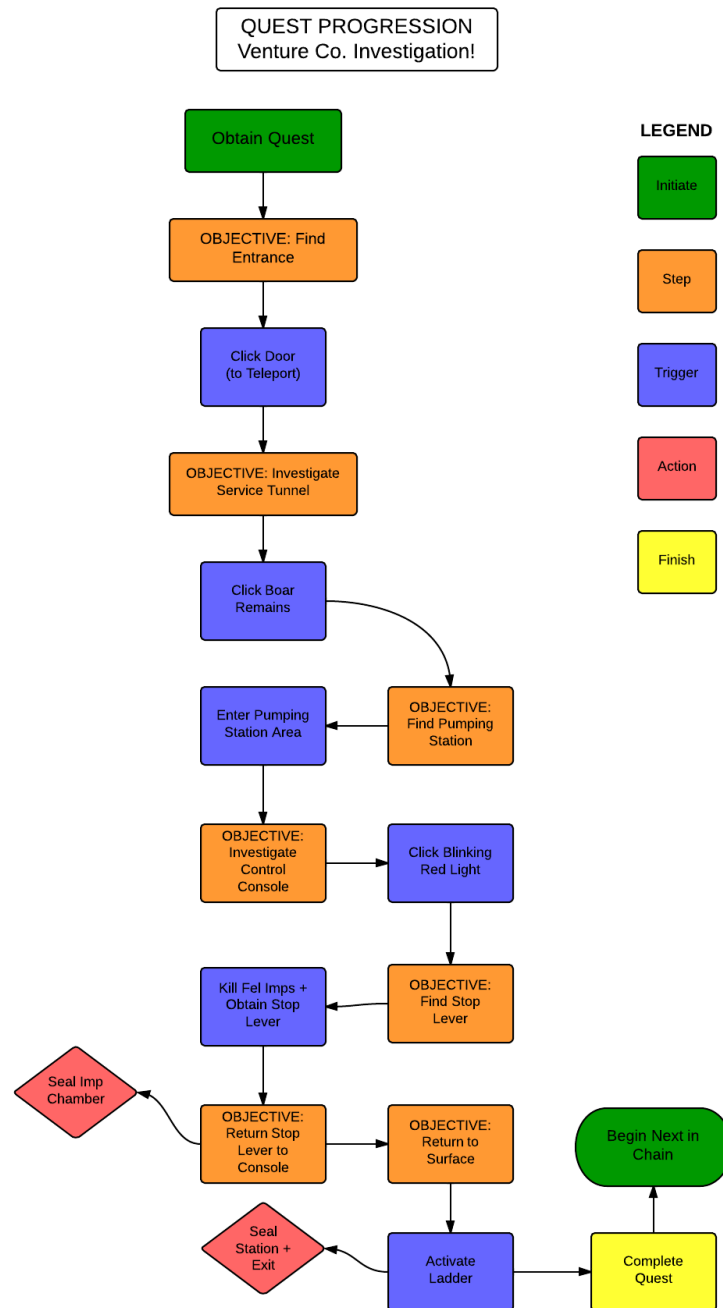 QUEST PROGRESSION
Venture Co. Investigation!
Obtain Quest
LEGEND
Initiate
OBJECTIVE: Find
Entrance
Step
Click Door
(to Teleport)
Trigger
OBJECTIVE: Investigate
Service Tunnel
Action
Click Boar
Remains
Finish
Enter Pumping
Station Area
OBJECTIVE:
Find Pumping
Station
OBJECTIVE:
Investigate
Control
Console
Click Blinking
Red Light
Kill Fel Imps +
Obtain Stop
Lever
OBJECTIVE:
Find Stop
Lever
Seal Imp
Chamber
OBJECTIVE:
Return Stop
Lever to
Console
OBJECTIVE:
Return to
Surface
Begin Next in
Chain
Seal
Station +
Exit
Activate
Ladder
Complete
Quest